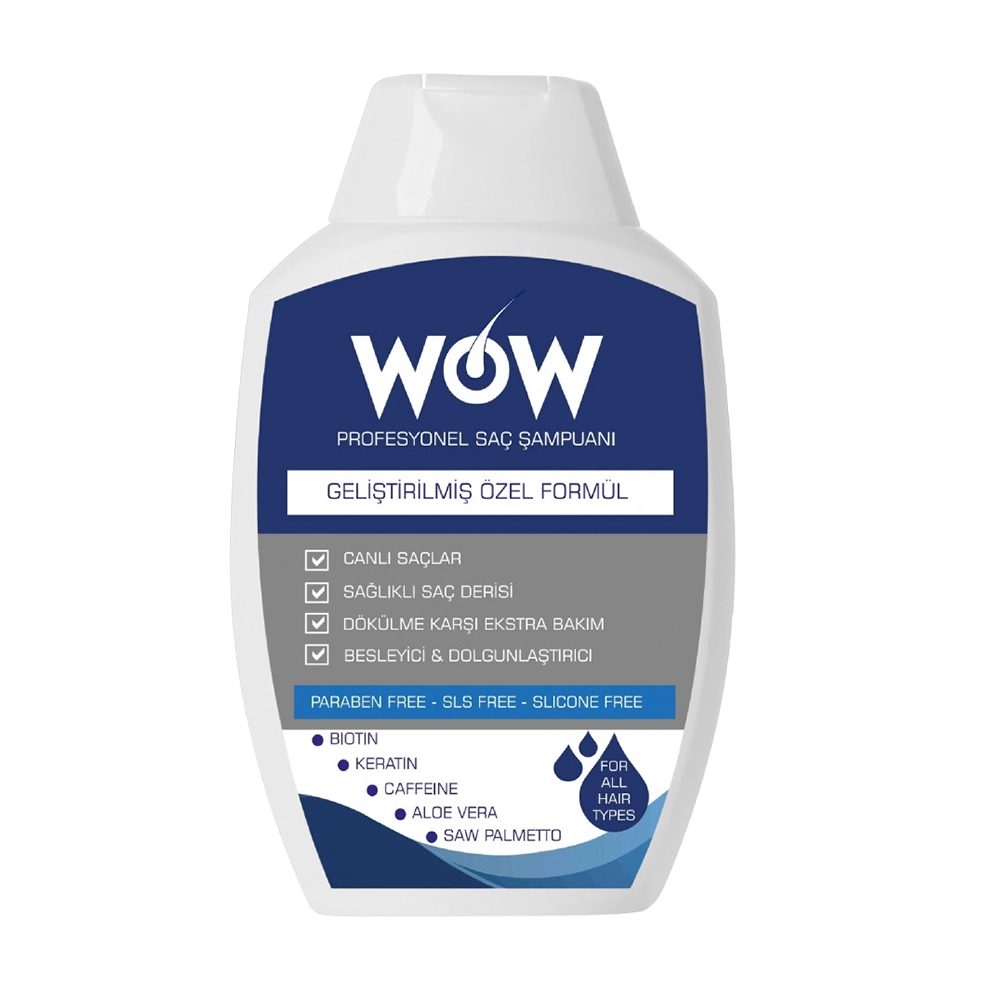 WOW
PROFESYONEL SAÇ ŞAMPUANI
GELİŞTİRİLMİŞ ÖZEL FORMÜL
CANLI SAÇLAR
SAĞLIKLI SAÇ DERİSİ
DÖKÜLME KARŞI EKSTRA BAKIM
BESLEYİCİ & DOLGUNLAŞTIRICI
PARABEN FREE - SLS FREE - SLICONE FREE
BIOTIN
KERATIN
CAFFEINE
ALOE VERA
SAW PALMETTO
FOR
ALL
HAIR
TYPES